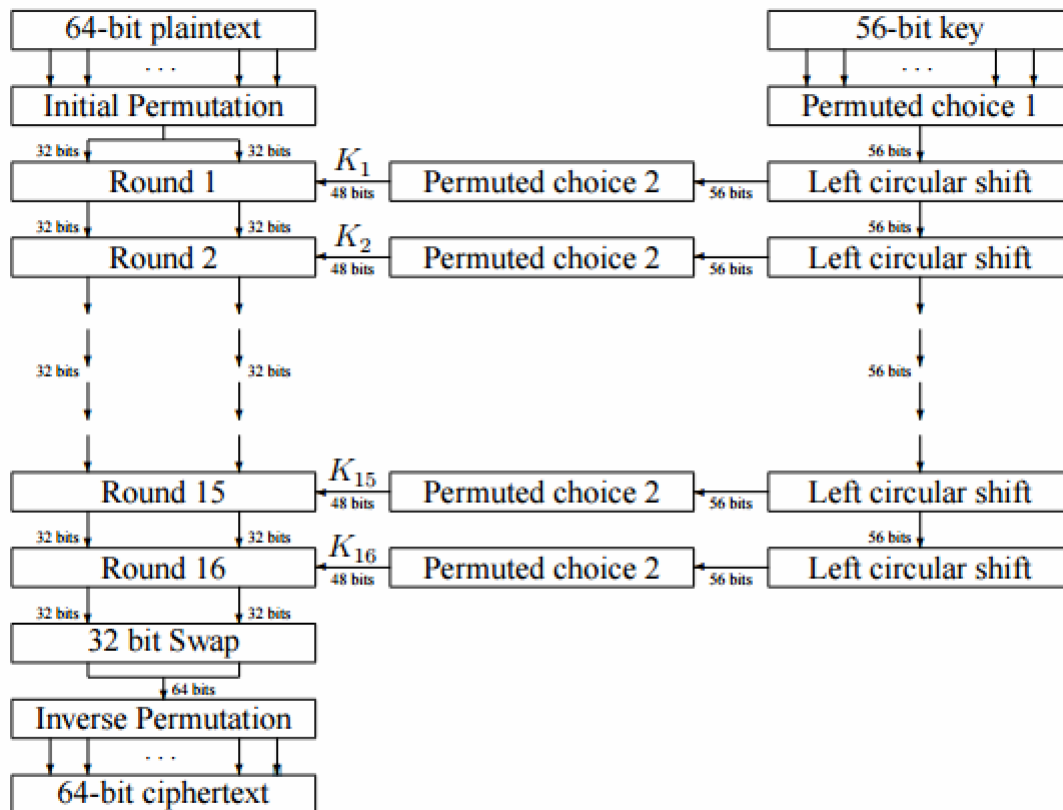 64-bit plaintext
56-bit key
. . .
. . .
Initial Permutation
Permuted choice 1
32 bits
32 bits
56 bits
Round 1
K₁
48 bits
Permuted choice 2
56 bits
Left circular shift
32 bits
32 bits
56 bits
Round 2
K₂
48 bits
Permuted choice 2
56 bits
Left circular shift
32 bits
32 bits
56 bits
Round 15
K₁₅
48 bits
Permuted choice 2
56 bits
Left circular shift
32 bits
32 bits
56 bits
Round 16
K₁₆
48 bits
Permuted choice 2
56 bits
Left circular shift
32 bits
32 bits
32 bit Swap
64 bits
Inverse Permutation
. . .
64-bit ciphertext